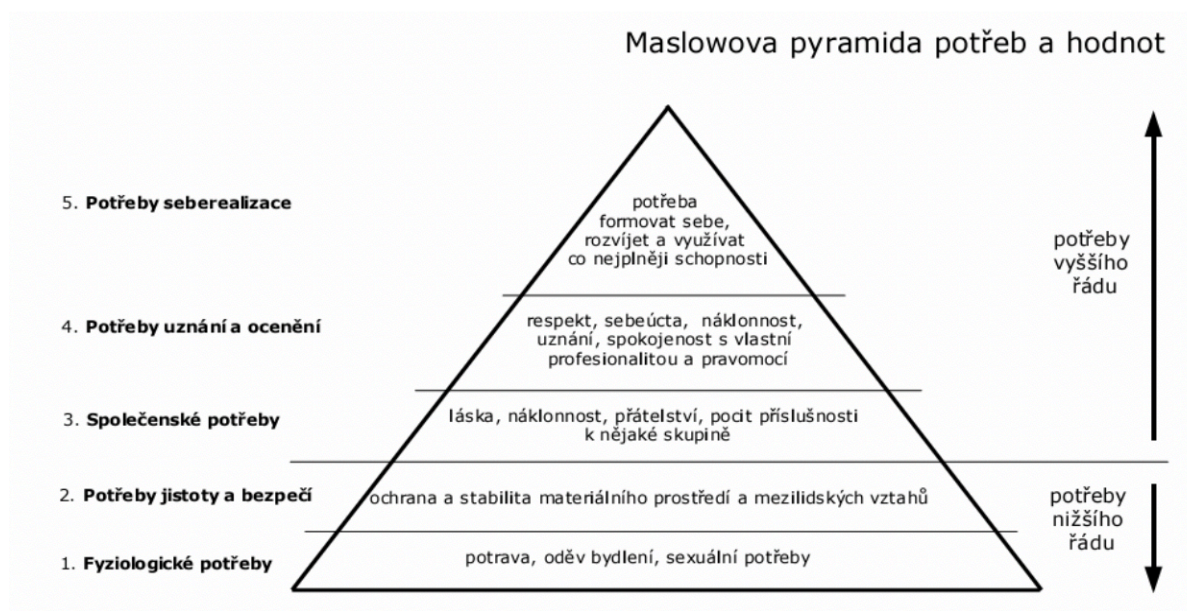 Maslowova pyramida potřeb a hodnot
5. Potřeby seberealizace
potřeba
formovat sebe,
rozvíjet a využívat
co nejplněji schopnosti
potřeby
vyššího
řádu
4. Potřeby uznání a ocenění
respekt, sebeúcta, náklonnost,
uznání, spokojenost s vlastní
profesionalitou a pravomocí
3. Společenské potřeby
láska, náklonnost, přátelství, pocit příslušnosti
k nějaké skupině
2. Potřeby jistoty a bezpečí
ochrana a stabilita materiálního prostředí a mezilidských vztahů
potřeby
nižšího
řádu
1. Fyziologické potřeby
potrava, oděv bydlení, sexuální potřeby